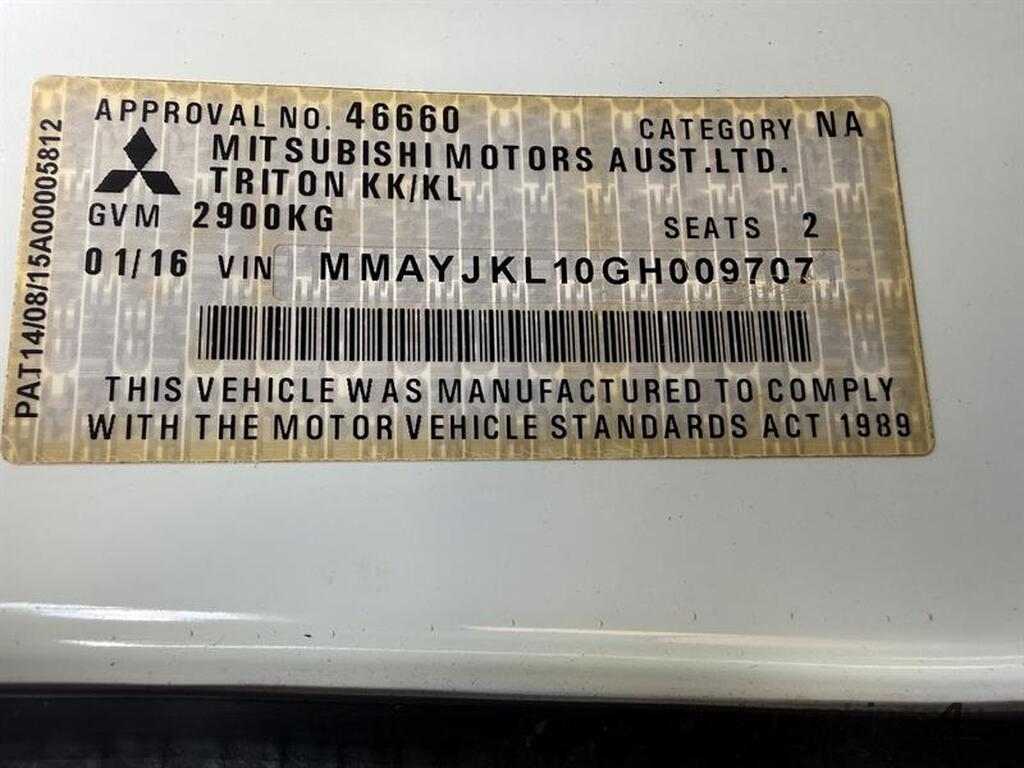 APPROVAL NO. 46660 CATEGORY NA
MITSUBISHI MOTORS AUST.LTD.
TRITON KK/KL
GVM 2900KG SEATS 2
01/16 VIN MMAYJKL10GH009707
THIS VEHICLE WAS MANUFACTURED TO COMPLY
WITH THE MOTOR VEHICLE STANDARDS ACT 1989
PAT14/08/15A00005812